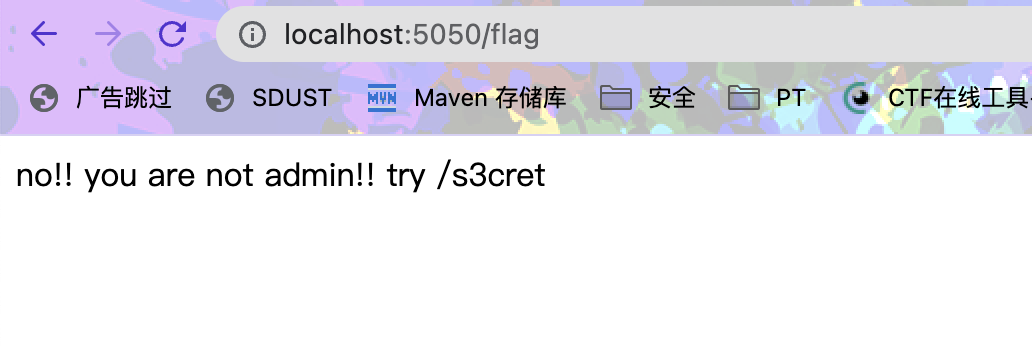 localhost:5050/flag
广告跳过 SDUST MVN Maven 存储库 安全 PT CTF在线工具
no!! you are not admin!! try /s3cret